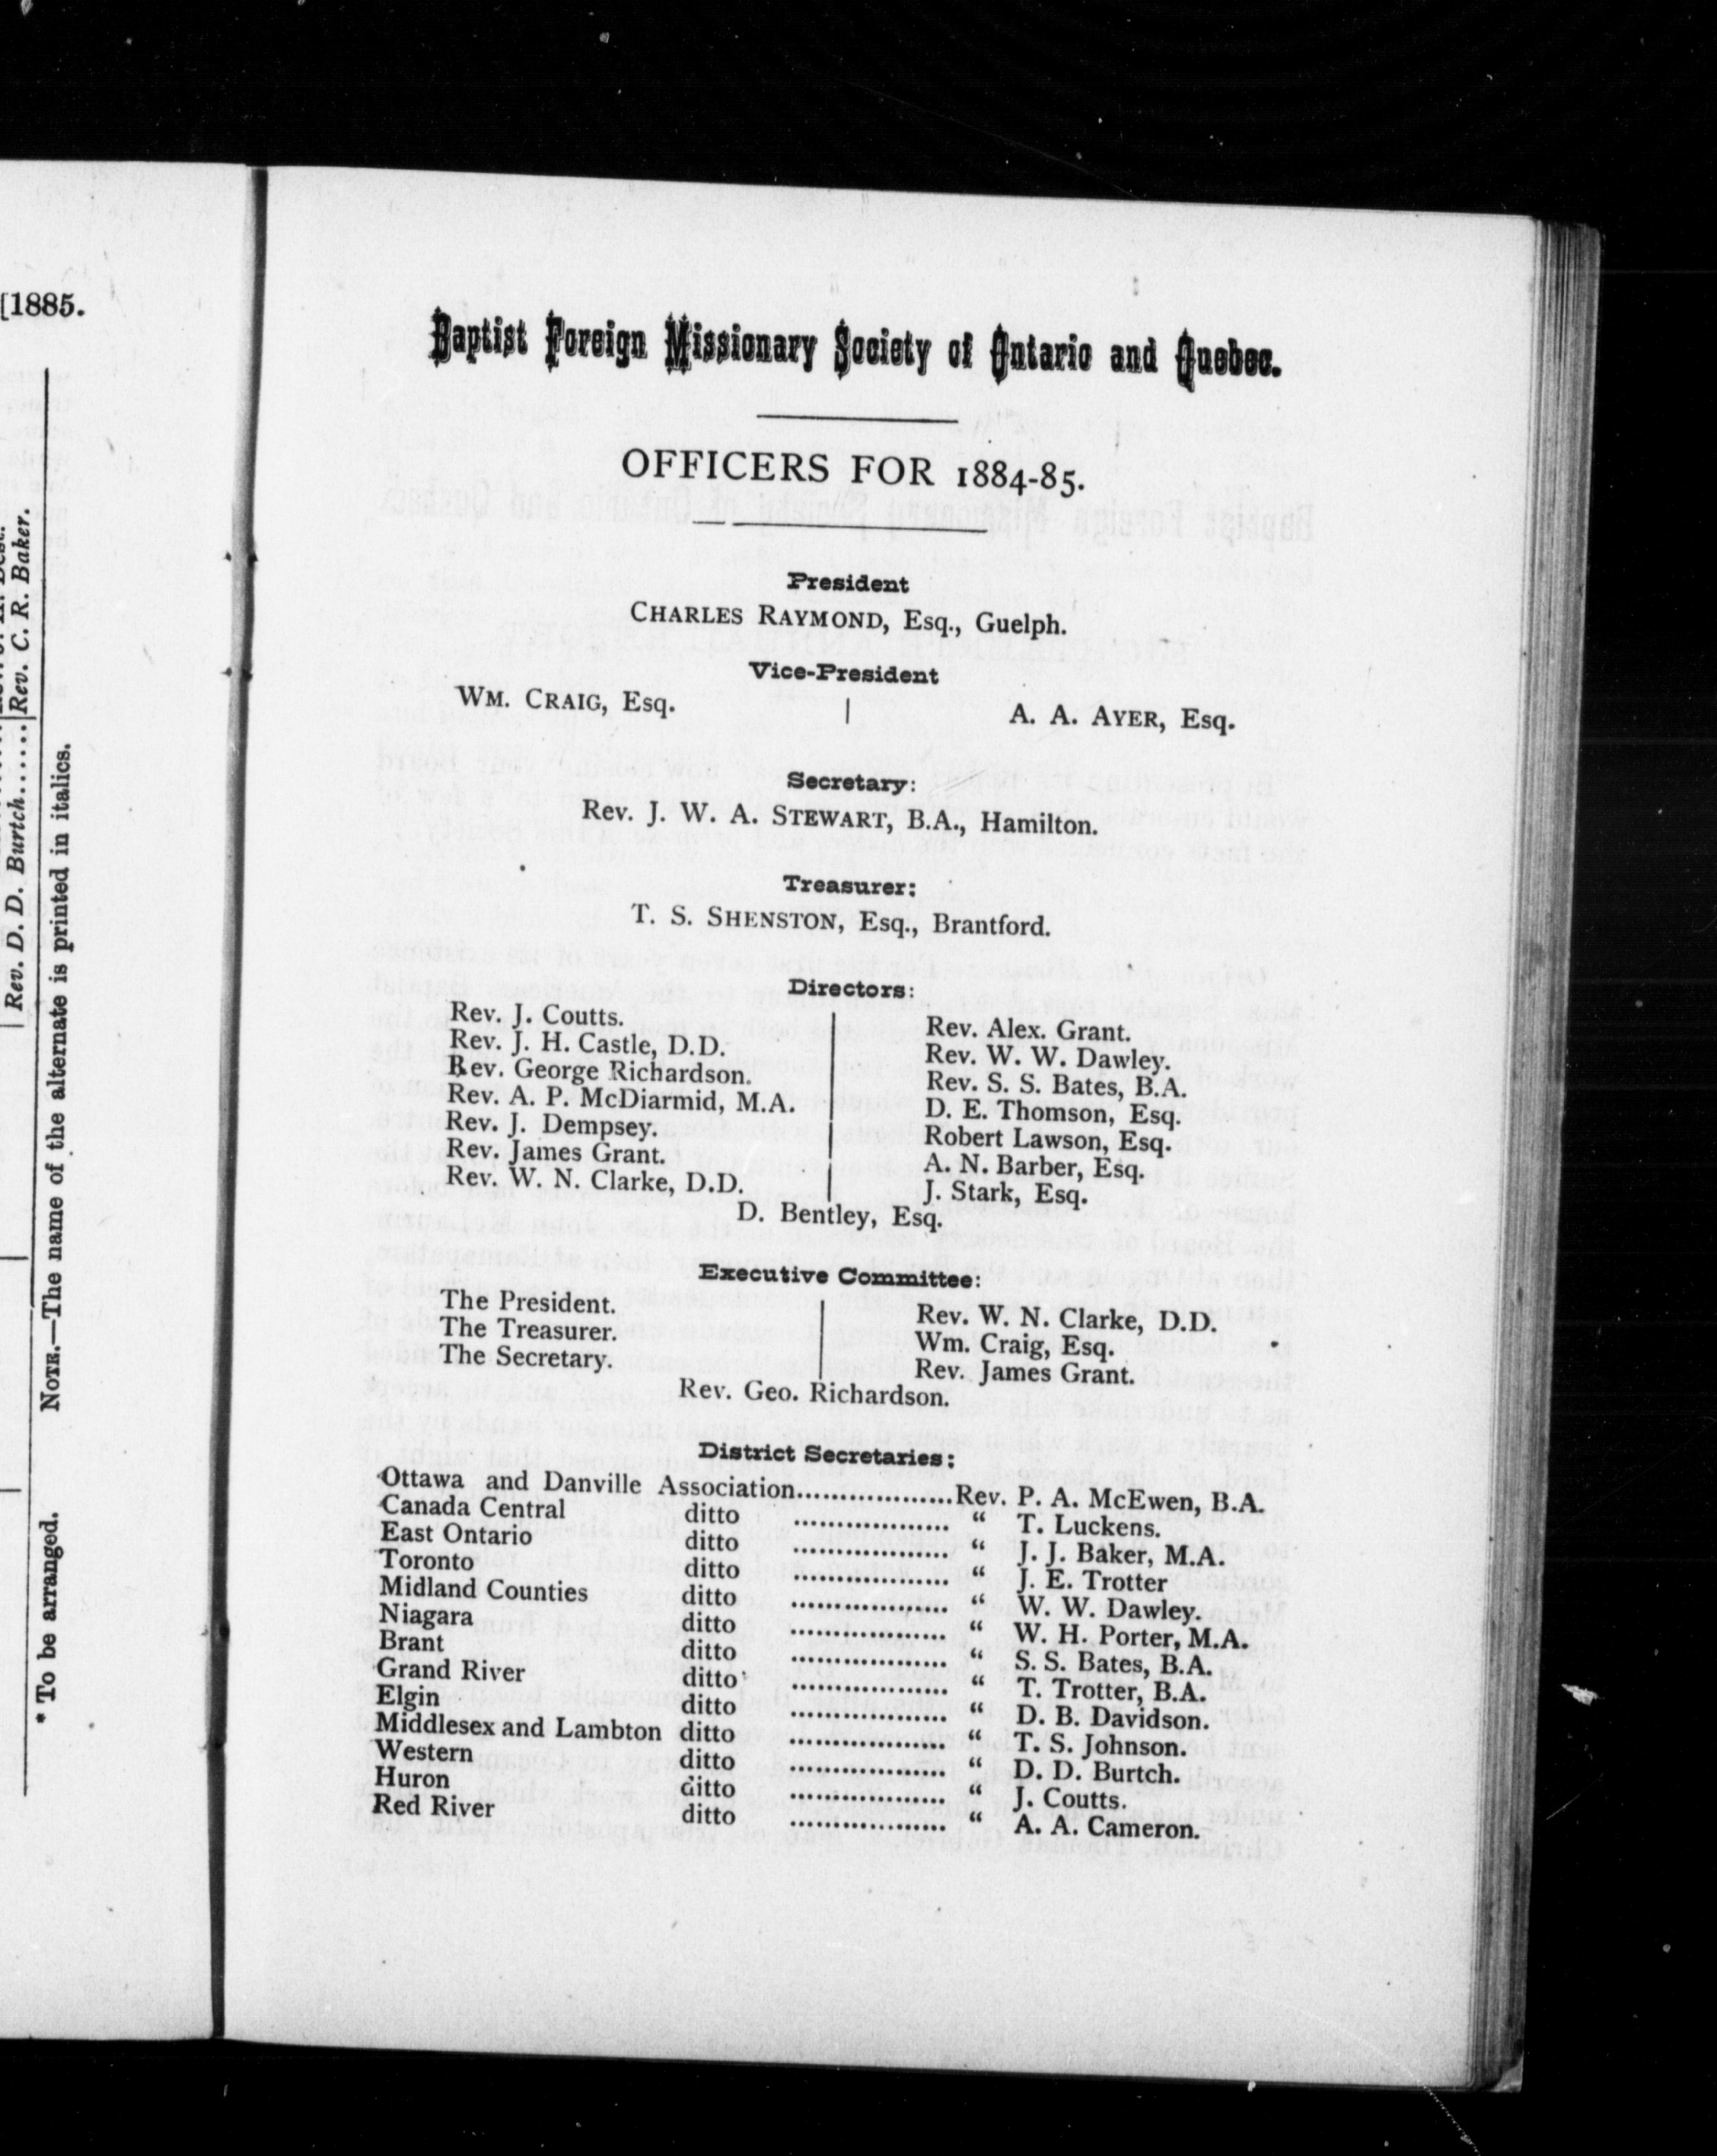 [1885.
Rev. C. R. Baker.
Rev. D. D. Burtch.......
NOTE.—The name of the alternate is printed in italics.
* To be arranged.
Baptist Foreign Missionary Society of Ontario and Quebec.
OFFICERS FOR 1884-85.
President
CHARLES RAYMOND, Esq., Guelph.
Vice-President
WM. CRAIG, Esq. | A. A. AYER, Esq.
Secretary:
Rev. J. W. A. STEWART, B.A., Hamilton.
Treasurer:
T. S. SHENSTON, Esq., Brantford.
Directors:
Rev. J. Coutts.
Rev. J. H. Castle, D.D.
Rev. George Richardson.
Rev. A. P. McDiarmid, M.A.
Rev. J. Dempsey.
Rev. James Grant.
Rev. W. N. Clarke, D.D.
Rev. Alex. Grant.
Rev. W. W. Dawley.
Rev. S. S. Bates, B.A.
D. E. Thomson, Esq.
Robert Lawson, Esq.
A. N. Barber, Esq.
J. Stark, Esq.
D. Bentley, Esq.
Executive Committee:
The President.
The Treasurer.
The Secretary.
Rev. W. N. Clarke, D.D.
Wm. Craig, Esq.
Rev. James Grant.
Rev. Geo. Richardson.
District Secretaries:
Ottawa and Danville Association..................Rev. P. A. McEwen, B.A.
Canada Central ditto .................. “ T. Luckens.
East Ontario ditto .................. “ J. J. Baker, M.A.
Toronto ditto .................. “ J. E. Trotter
Midland Counties ditto .................. “ W. W. Dawley.
Niagara ditto .................. “ W. H. Porter, M.A.
Brant ditto .................. “ S. S. Bates, B.A.
Grand River ditto .................. “ T. Trotter, B.A.
Elgin ditto .................. “ D. B. Davidson.
Middlesex and Lambton ditto .................. “ T. S. Johnson.
Western ditto .................. “ D. D. Burtch.
Huron ditto .................. “ J. Coutts.
Red River ditto .................. “ A. A. Cameron.